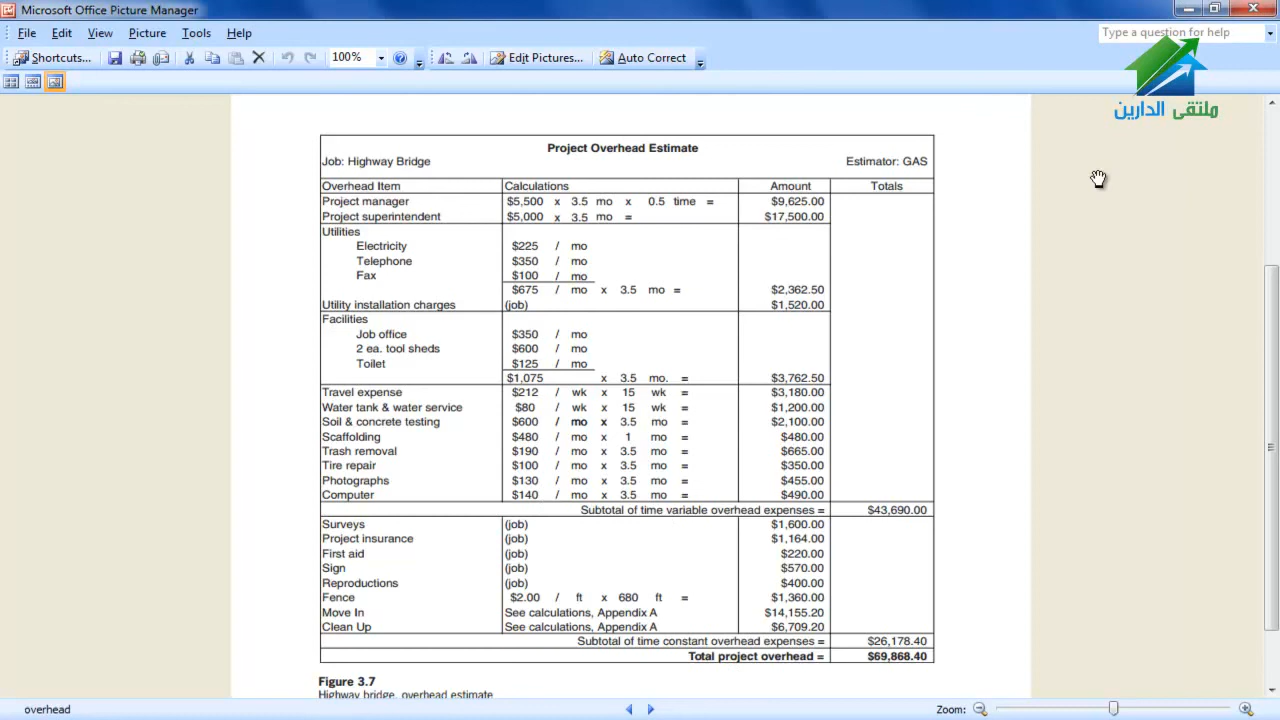 Microsoft Office Picture Manager
File Edit View Picture Tools Help
Type a question for help
Shortcuts... 100% Edit Pictures... Auto Correct
ملتقى الدارين
Project Overhead Estimate
Job: Highway Bridge Estimator: GAS
Overhead Item Calculations Amount Totals
Project manager $5,500 x 3.5 mo x 0.5 time = $9,625.00
Project superintendent $5,000 x 3.5 mo = $17,500.00
Utilities
Electricity $225 / mo
Telephone $350 / mo
Fax $100 / mo
$675 / mo x 3.5 mo = $2,362.50
Utility installation charges (job) $1,520.00
Facilities
Job office $350 / mo
2 ea. tool sheds $600 / mo
Toilet $125 / mo
$1,075 x 3.5 mo. = $3,762.50
Travel expense $212 / wk x 15 wk = $3,180.00
Water tank & water service $80 / wk x 15 wk = $1,200.00
Soil & concrete testing $600 / mo x 3.5 mo = $2,100.00
Scaffolding $480 / mo x 1 mo = $480.00
Trash removal $190 / mo x 3.5 mo = $665.00
Tire repair $100 / mo x 3.5 mo = $350.00
Photographs $130 / mo x 3.5 mo = $455.00
Computer $140 / mo x 3.5 mo = $490.00
Subtotal of time variable overhead expenses = $43,690.00
Surveys (job) $1,600.00
Project insurance (job) $1,164.00
First aid (job) $220.00
Sign (job) $570.00
Reproductions (job) $400.00
Fence $2.00 / ft x 680 ft = $1,360.00
Move In See calculations, Appendix A $14,155.20
Clean Up See calculations, Appendix A $6,709.20
Subtotal of time constant overhead expenses = $26,178.40
Total project overhead = $69,868.40
Figure 3.7
Highway bridge, overhead estimate
overhead Zoom: